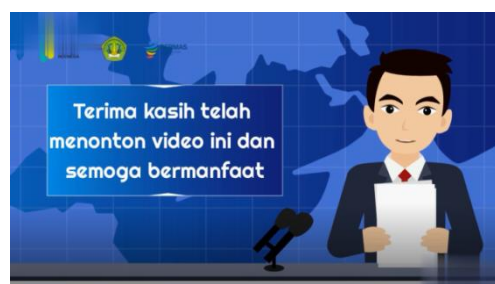 Terima kasih telah
menonton video ini dan
semoga bermanfaat